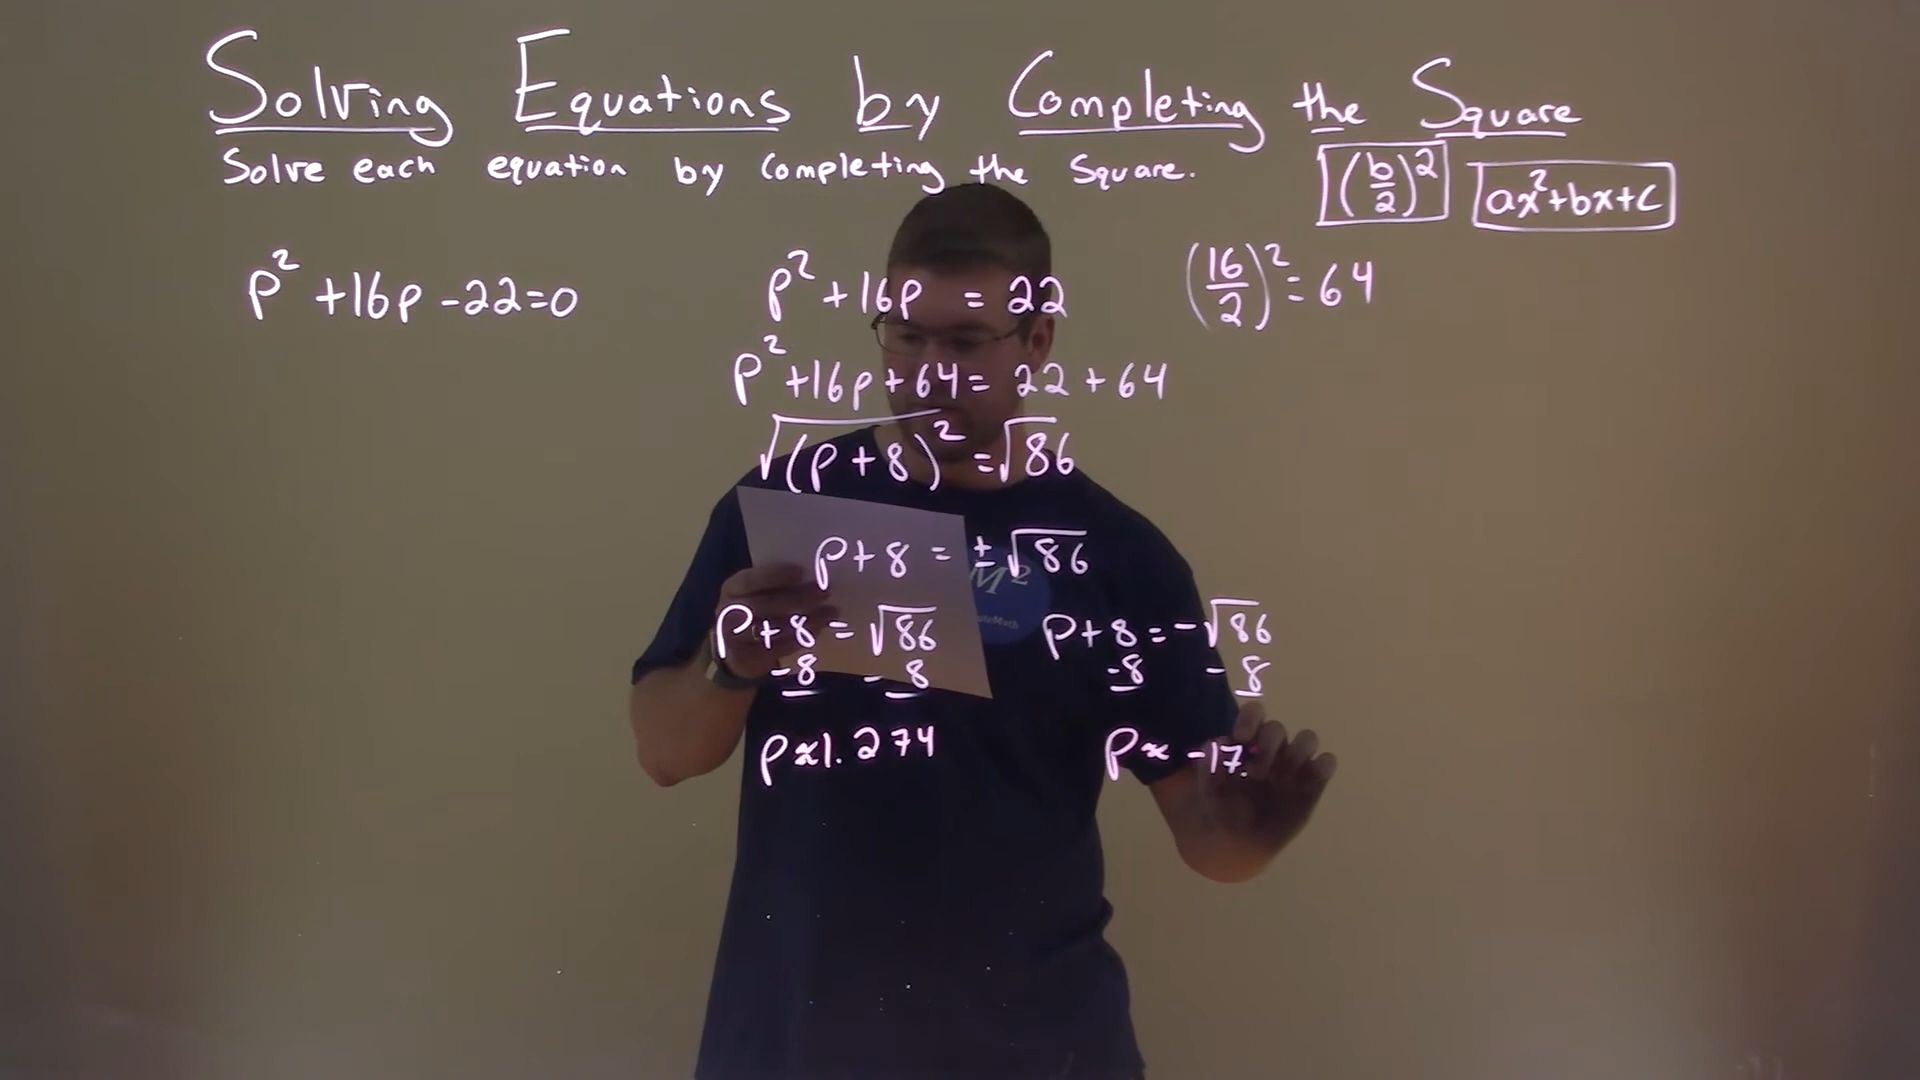 Solving Equations by Completing the Square
Solve each equation by completing the square.
(b/2)² ax²+bx+c
p² +16p -22=0
p² +16p = 22
(16/2)² = 64
p² +16p+64 = 22 + 64
√(p+8)² = √86
p+8 = ±√86
M²
p+8 = √86
-8 -8
p≈1.274
p+8 = -√86
-8 -8
p≈ -17.